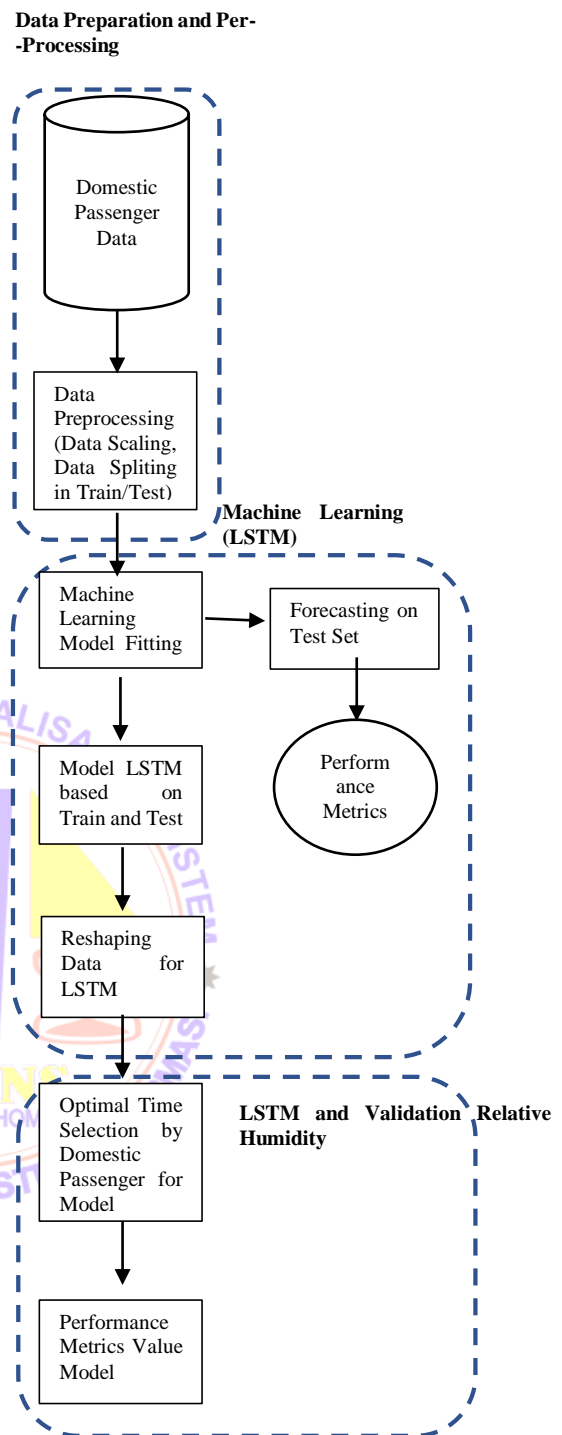 Data Preparation and Per-
-Processing
Domestic
Passenger
Data
Data
Preprocessing
(Data Scaling,
Data Spliting
in Train/Test)
Machine Learning
(LSTM)
Machine
Learning
Model Fitting
Forecasting on
Test Set
Model LSTM
based on
Train and Test
Perform
ance
Metrics
Reshaping
Data for
LSTM
Optimal Time
Selection by
Domestic
Passenger for
Model
LSTM and Validation Relative
Humidity
Performance
Metrics Value
Model